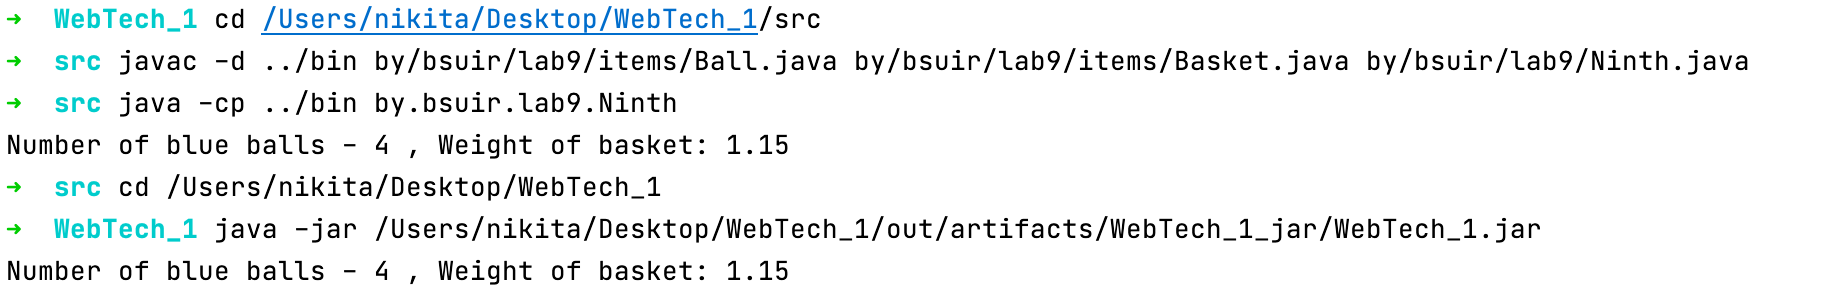 → WebTech_1 cd /Users/nikita/Desktop/WebTech_1/src
→ src javac -d ../bin by/bsuir/lab9/items/Ball.java by/bsuir/lab9/items/Basket.java by/bsuir/lab9/Ninth.java
→ src java -cp ../bin by.bsuir.lab9.Ninth
Number of blue balls - 4 , Weight of basket: 1.15
→ src cd /Users/nikita/Desktop/WebTech_1
→ WebTech_1 java -jar /Users/nikita/Desktop/WebTech_1/out/artifacts/WebTech_1_jar/WebTech_1.jar
Number of blue balls - 4 , Weight of basket: 1.15